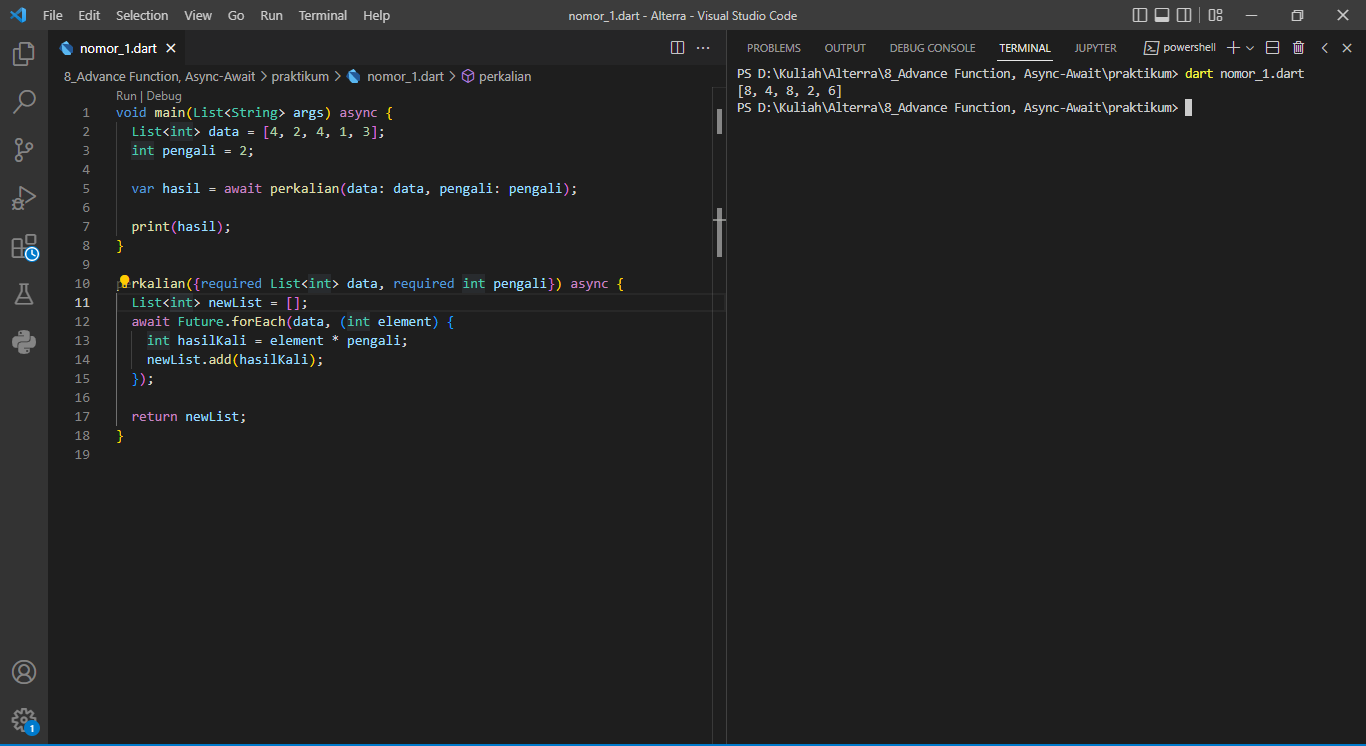 File Edit Selection View Go Run Terminal Help
nomor_1.dart - Alterra - Visual Studio Code
nomor_1.dart
8_Advance Function, Async-Await > praktikum > nomor_1.dart > perkalian
Run | Debug
1 void main(List<String> args) async {
2 List<int> data = [4, 2, 4, 1, 3];
3 int pengali = 2;
4
5 var hasil = await perkalian(data: data, pengali: pengali);
6
7 print(hasil);
8 }
9
10 rkalian({required List<int> data, required int pengali}) async {
11 List<int> newList = [];
12 await Future.forEach(data, (int element) {
13 int hasilKali = element * pengali;
14 newList.add(hasilKali);
15 });
16
17 return newList;
18 }
19
PROBLEMS OUTPUT DEBUG CONSOLE TERMINAL JUPYTER powershell
PS D:\Kuliah\Alterra\8_Advance Function, Async-Await\praktikum> dart nomor_1.dart
[8, 4, 8, 2, 6]
PS D:\Kuliah\Alterra\8_Advance Function, Async-Await\praktikum>
1